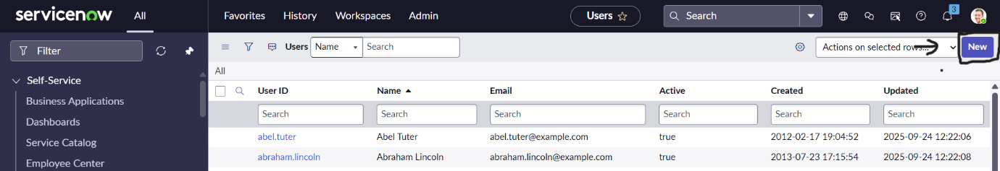 servicenow All Favorites History Workspaces Admin Users Search 3
Filter
Users Name Search Actions on selected rows... New
All
Self-Service
Business Applications
Dashboards
Service Catalog
Employee Center
User ID Name Email Active Created Updated
Search Search Search Search Search Search
abel.tuter Abel Tuter abel.tuter@example.com true 2012-02-17 19:04:52 2025-09-24 12:22:06
abraham.lincoln Abraham Lincoln abraham.lincoln@example.com true 2013-07-23 17:15:54 2025-09-24 12:22:08